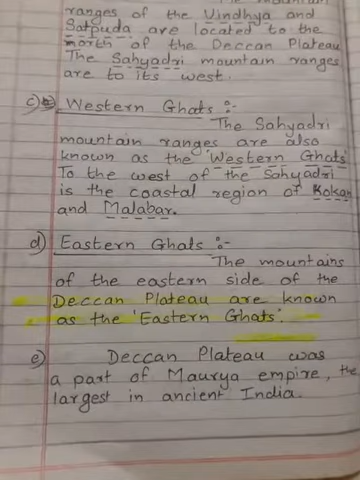 the mountain
ranges of the Vindhya and
Satpuda are located to the
north of the Deccan Plateau
The Sahyadri mountain ranges
are to its west.
c) Western Ghats :-
The Sahyadri
mountain ranges are also
known as the 'Western Ghats'
To the west of the Sahyadri
is the coastal region of Kokan
and Malabar.
d) Eastern Ghats :-
The mountains
of the eastern side of the
Deccan Plateau are known
as the 'Eastern Ghats'.
e) Deccan Plateau was
a part of Maurya empire, the
largest in ancient India.